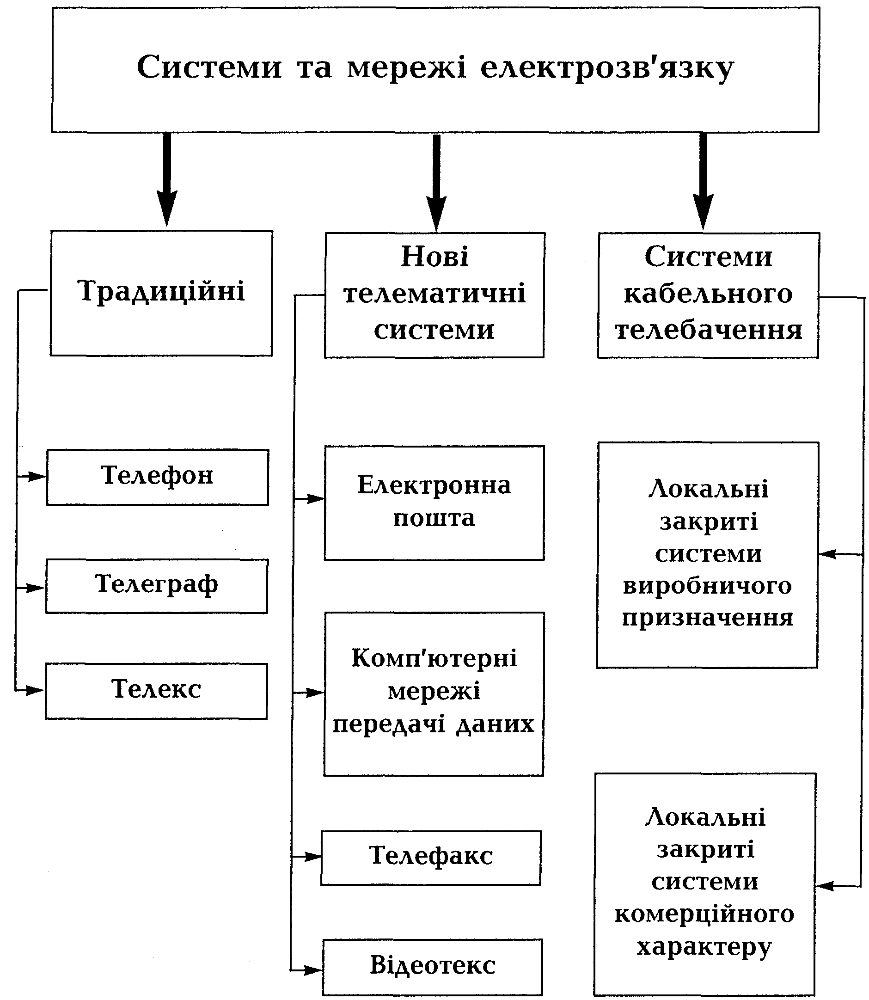 Системи та мережі електрозв'язку
Традиційні
Телефон
Телеграф
Телекс
Нові
телематичні
системи
Електронна
пошта
Комп'ютерні
мережі
передачі даних
Телефакс
Відеотекс
Системи
кабельного
телебачення
Локальні
закриті
системи
виробничого
призначення
Локальні
закриті
системи
комерційного
характеру